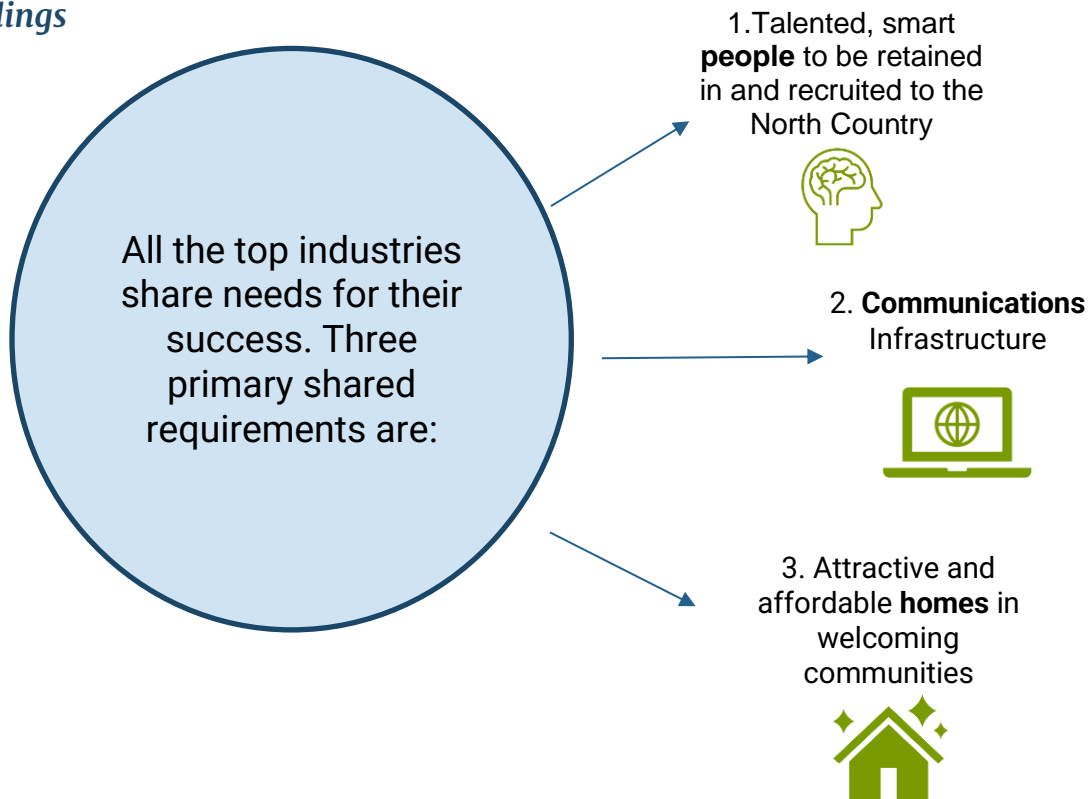 All the top industries
share needs for their
success. Three
primary shared
requirements are:
1.Talented, smart
people to be retained
in and recruited to the
North Country
2. Communications
Infrastructure
3. Attractive and
affordable homes in
welcoming
communities